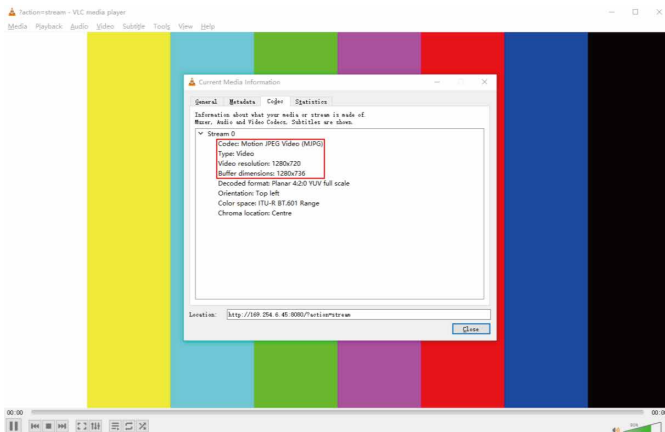 ?action=stream - VLC media player
Media Playback Audio Video Subtitle Tools View Help
Current Media Information
General Metadata Codec Statistics
Information about what your media or stream is made of.
Muxer, Audio and Video Codecs, Subtitles are shown.
Stream 0
Codec: Motion JPEG Video (MJPG)
Type: Video
Video resolution: 1280x720
Buffer dimensions: 1280x736
Decoded format: Planar 4:2:0 YUV full scale
Orientation: Top left
Color space: ITU-R BT.601 Range
Chroma location: Centre
Location: http://169.254.6.45:8080/?action=stream
Close
00:00